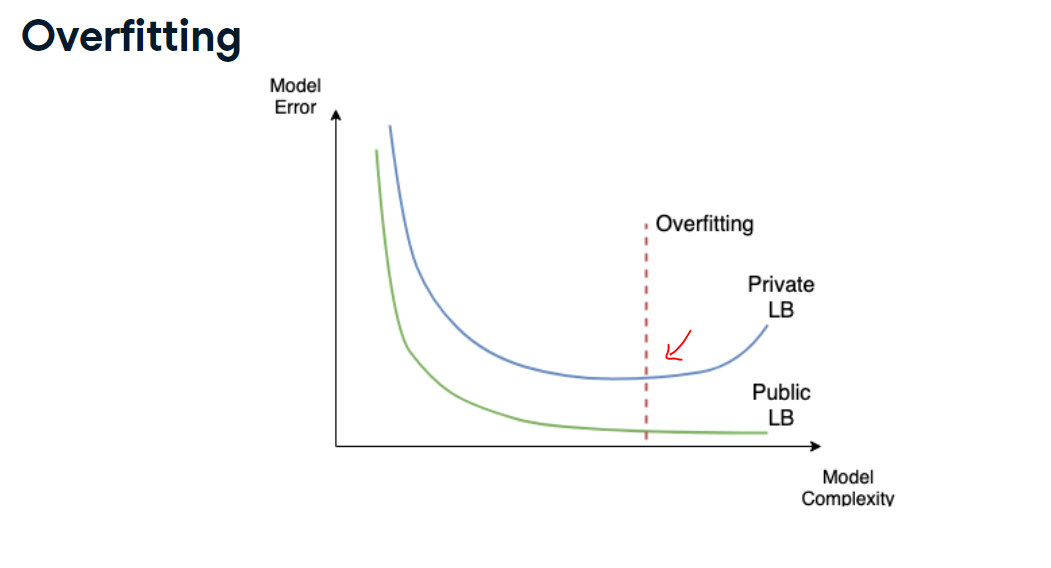 Overfitting
Model
Error
Overfitting
Private
LB
Public
LB
Model
Complexity